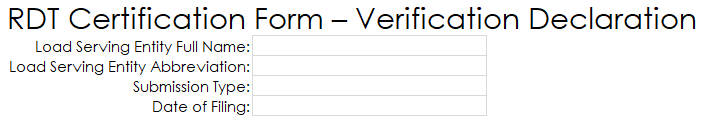 RDT Certification Form – Verification Declaration
Load Serving Entity Full Name:
Load Serving Entity Abbreviation:
Submission Type:
Date of Filing: